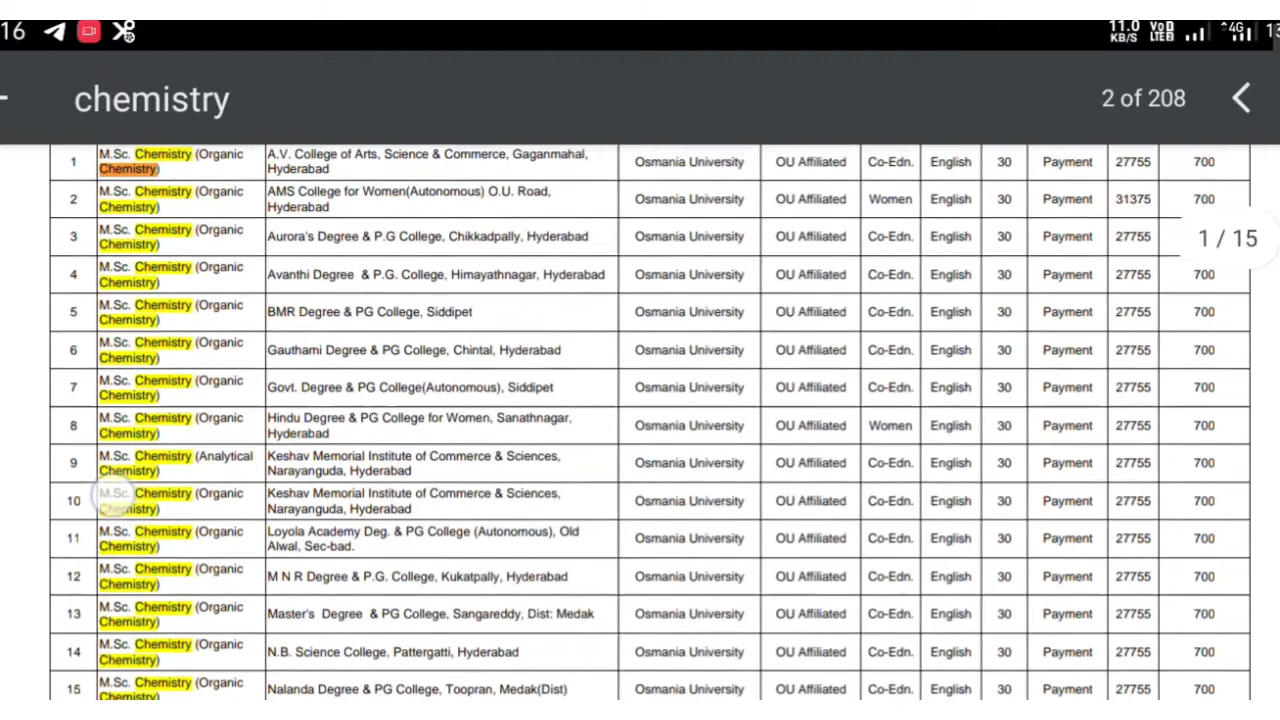 16 11.0 KB/S VoD LTE 2 4G 13
chemistry 2 of 208
1 M.Sc. Chemistry (Organic Chemistry) A.V. College of Arts, Science & Commerce, Gaganmahal, Hyderabad Osmania University OU Affiliated Co-Edn. English 30 Payment 27755 700
2 M.Sc. Chemistry (Organic Chemistry) AMS College for Women(Autonomous) O.U. Road, Hyderabad Osmania University OU Affiliated Women English 30 Payment 31375 700
3 M.Sc. Chemistry (Organic Chemistry) Aurora's Degree & P.G College, Chikkadpally, Hyderabad Osmania University OU Affiliated Co-Edn. English 30 Payment 27755
1 / 15
4 M.Sc. Chemistry (Organic Chemistry) Avanthi Degree & P.G. College, Himayathnagar, Hyderabad Osmania University OU Affiliated Co-Edn. English 30 Payment 27755 700
5 M.Sc. Chemistry (Organic Chemistry) BMR Degree & PG College, Siddipet Osmania University OU Affiliated Co-Edn. English 30 Payment 27755 700
6 M.Sc. Chemistry (Organic Chemistry) Gauthami Degree & PG College, Chintal, Hyderabad Osmania University OU Affiliated Co-Edn. English 30 Payment 27755 700
7 M.Sc. Chemistry (Organic Chemistry) Govt. Degree & PG College(Autonomous), Siddipet Osmania University OU Affiliated Co-Edn. English 30 Payment 27755 700
8 M.Sc. Chemistry (Organic Chemistry) Hindu Degree & PG College for Women, Sanathnagar, Hyderabad Osmania University OU Affiliated Women English 30 Payment 27755 700
9 M.Sc. Chemistry (Analytical Chemistry) Keshav Memorial Institute of Commerce & Sciences, Narayanguda, Hyderabad Osmania University OU Affiliated Co-Edn. English 30 Payment 27755 700
10 M.Sc. Chemistry (Organic Chemistry) Keshav Memorial Institute of Commerce & Sciences, Narayanguda, Hyderabad Osmania University OU Affiliated Co-Edn. English 30 Payment 27755 700
11 M.Sc. Chemistry (Organic Chemistry) Loyola Academy Deg. & PG College (Autonomous), Old Alwal, Sec-bad. Osmania University OU Affiliated Co-Edn. English 30 Payment 27755 700
12 M.Sc. Chemistry (Organic Chemistry) M N R Degree & P.G. College, Kukatpally, Hyderabad Osmania University OU Affiliated Co-Edn. English 30 Payment 27755 700
13 M.Sc. Chemistry (Organic Chemistry) Master's Degree & PG College, Sangareddy, Dist: Medak Osmania University OU Affiliated Co-Edn. English 30 Payment 27755 700
14 M.Sc. Chemistry (Organic Chemistry) N.B. Science College, Pattergatti, Hyderabad Osmania University OU Affiliated Co-Edn. English 30 Payment 27755 700
15 M.Sc. Chemistry (Organic Chemistry) Nalanda Degree & PG College, Toopran, Medak(Dist) Osmania University OU Affiliated Co-Edn. English 30 Payment 27755 700